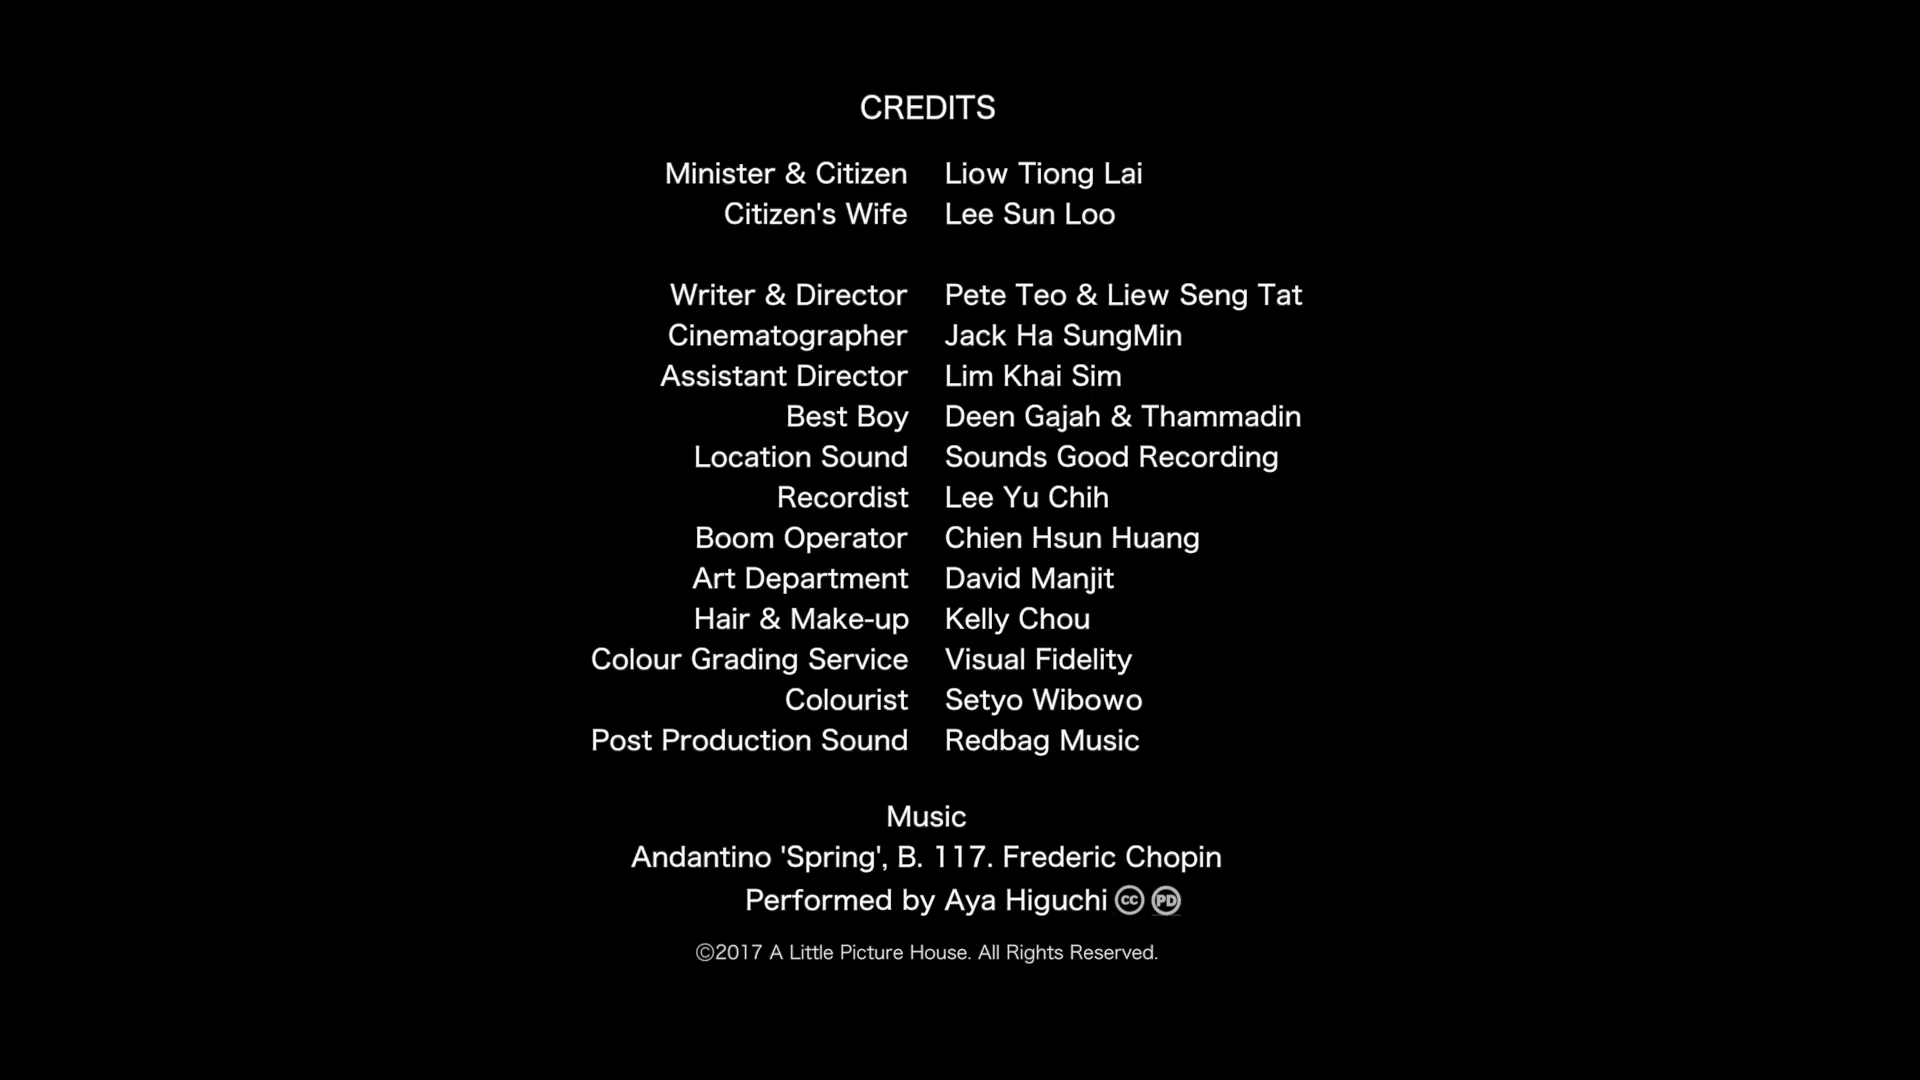 CREDITS
Minister & Citizen Liow Tiong Lai
Citizen's Wife Lee Sun Loo
Writer & Director Pete Teo & Liew Seng Tat
Cinematographer Jack Ha SungMin
Assistant Director Lim Khai Sim
Best Boy Deen Gajah & Thammadin
Location Sound Sounds Good Recording
Recordist Lee Yu Chih
Boom Operator Chien Hsun Huang
Art Department David Manjit
Hair & Make-up Kelly Chou
Colour Grading Service Visual Fidelity
Colourist Setyo Wibowo
Post Production Sound Redbag Music
Music
Andantino 'Spring', B. 117. Frederic Chopin
Performed by Aya Higuchi CC PD
©2017 A Little Picture House. All Rights Reserved.